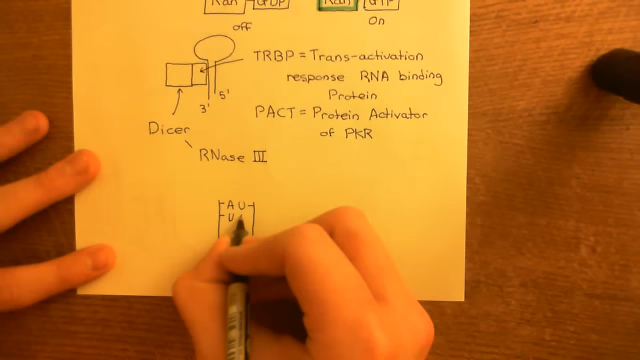 Ran GDP Ran GTP
off On
TRBP = Trans-activation
response RNA binding
Protein
5'
3'
PACT = Protein Activator
of PKR
Dicer
RNase III
A U
U